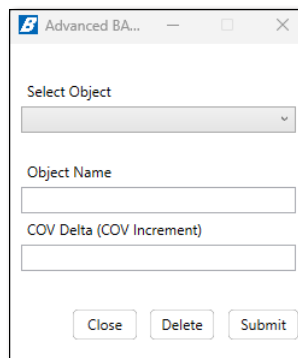 B Advanced BA...
Select Object
Object Name
COV Delta (COV Increment)
Close Delete Submit